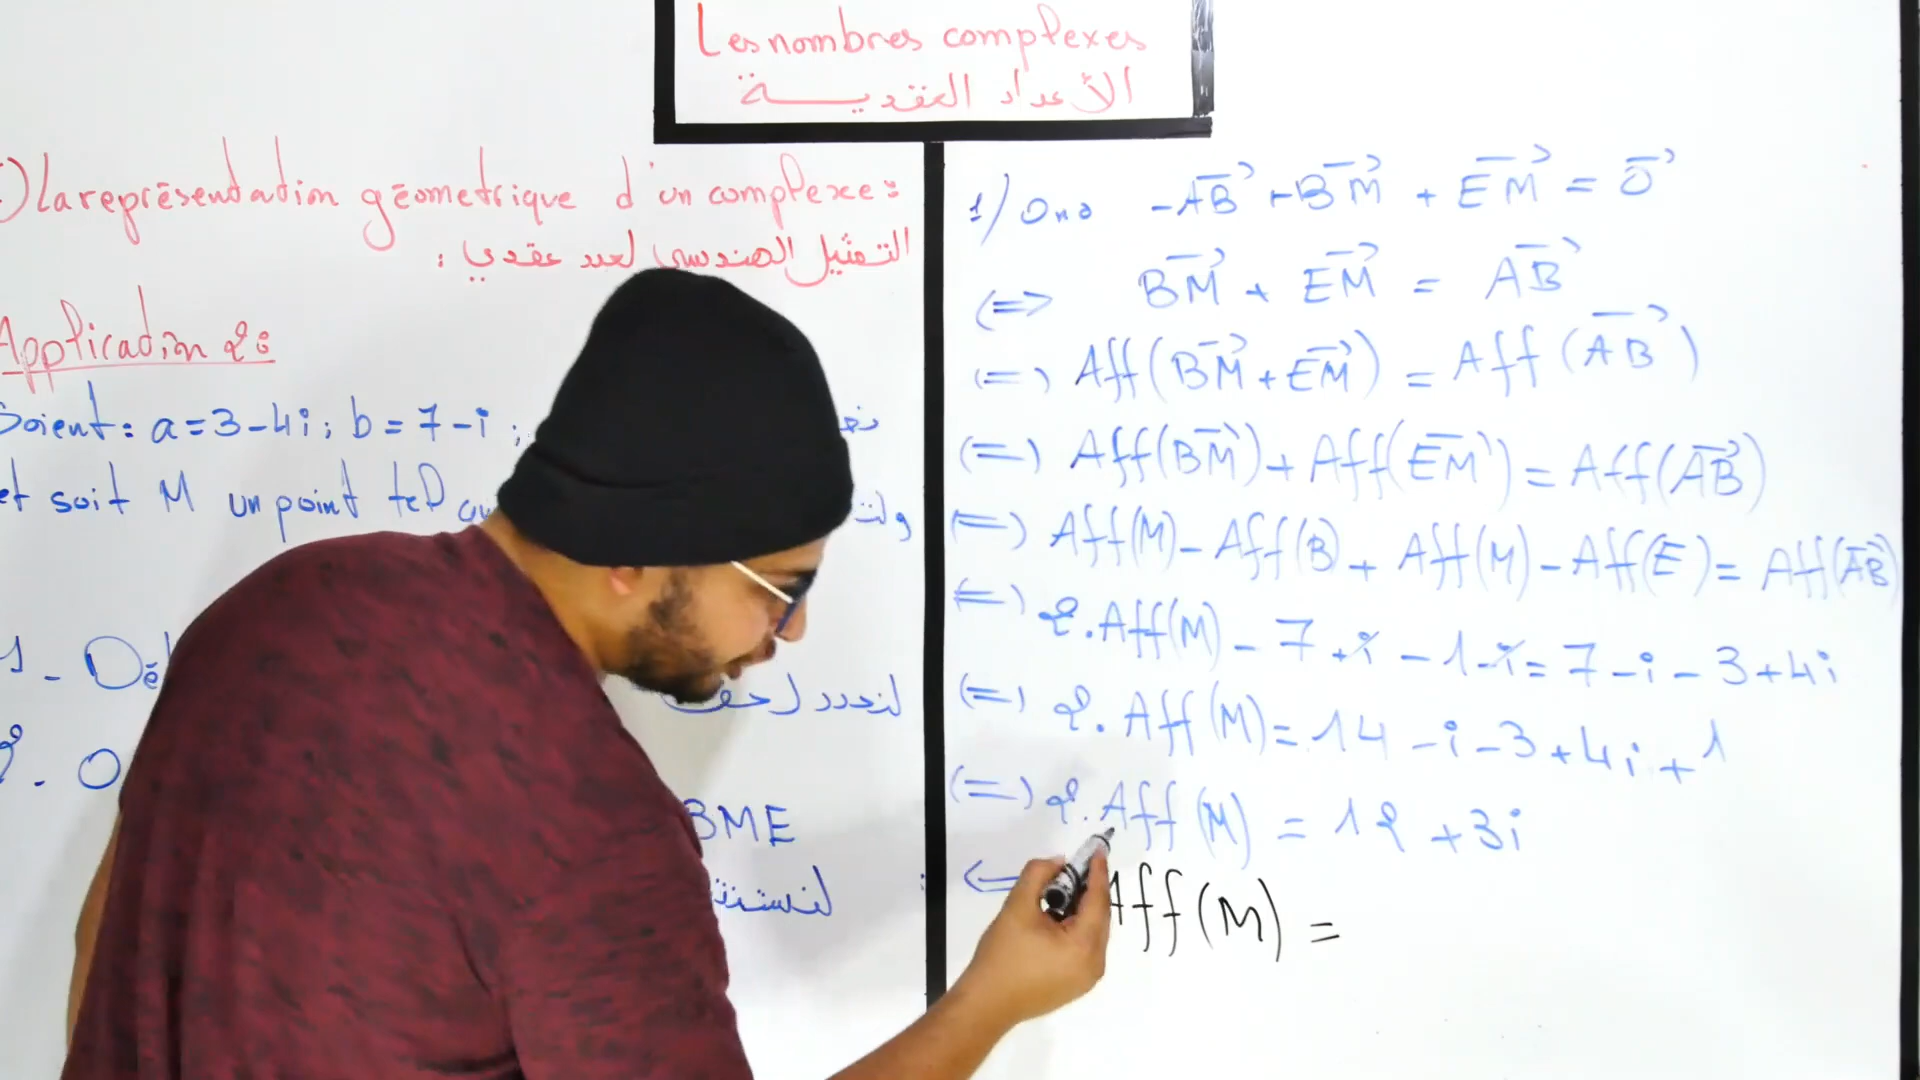 Les nombres complexes
الأعداد العقدية
) la représentation géometrique d'un complexe :
التمثيل الهندسي لعدد عقدي :
Application 2 :
Soient : a = 3 - 4i ; b = 7 - i ;
et soit M un point tel
1 - Dé
لنحدد لحق
2 - O
BME
1/ On a -AB + BM + EM = 0
<=> BM + EM = AB
<=> Aff(BM + EM) = Aff(AB)
<=> Aff(BM) + Aff(EM) = Aff(AB)
<=> Aff(M) - Aff(B) + Aff(M) - Aff(E) = Aff(AB)
<=> 2.Aff(M) - 7 + i - 1 - i = 7 - i - 3 + 4i
<=> 2.Aff(M) = 14 - i - 3 + 4i + 1
<=> 2.Aff(M) = 12 + 3i
Aff(M) =